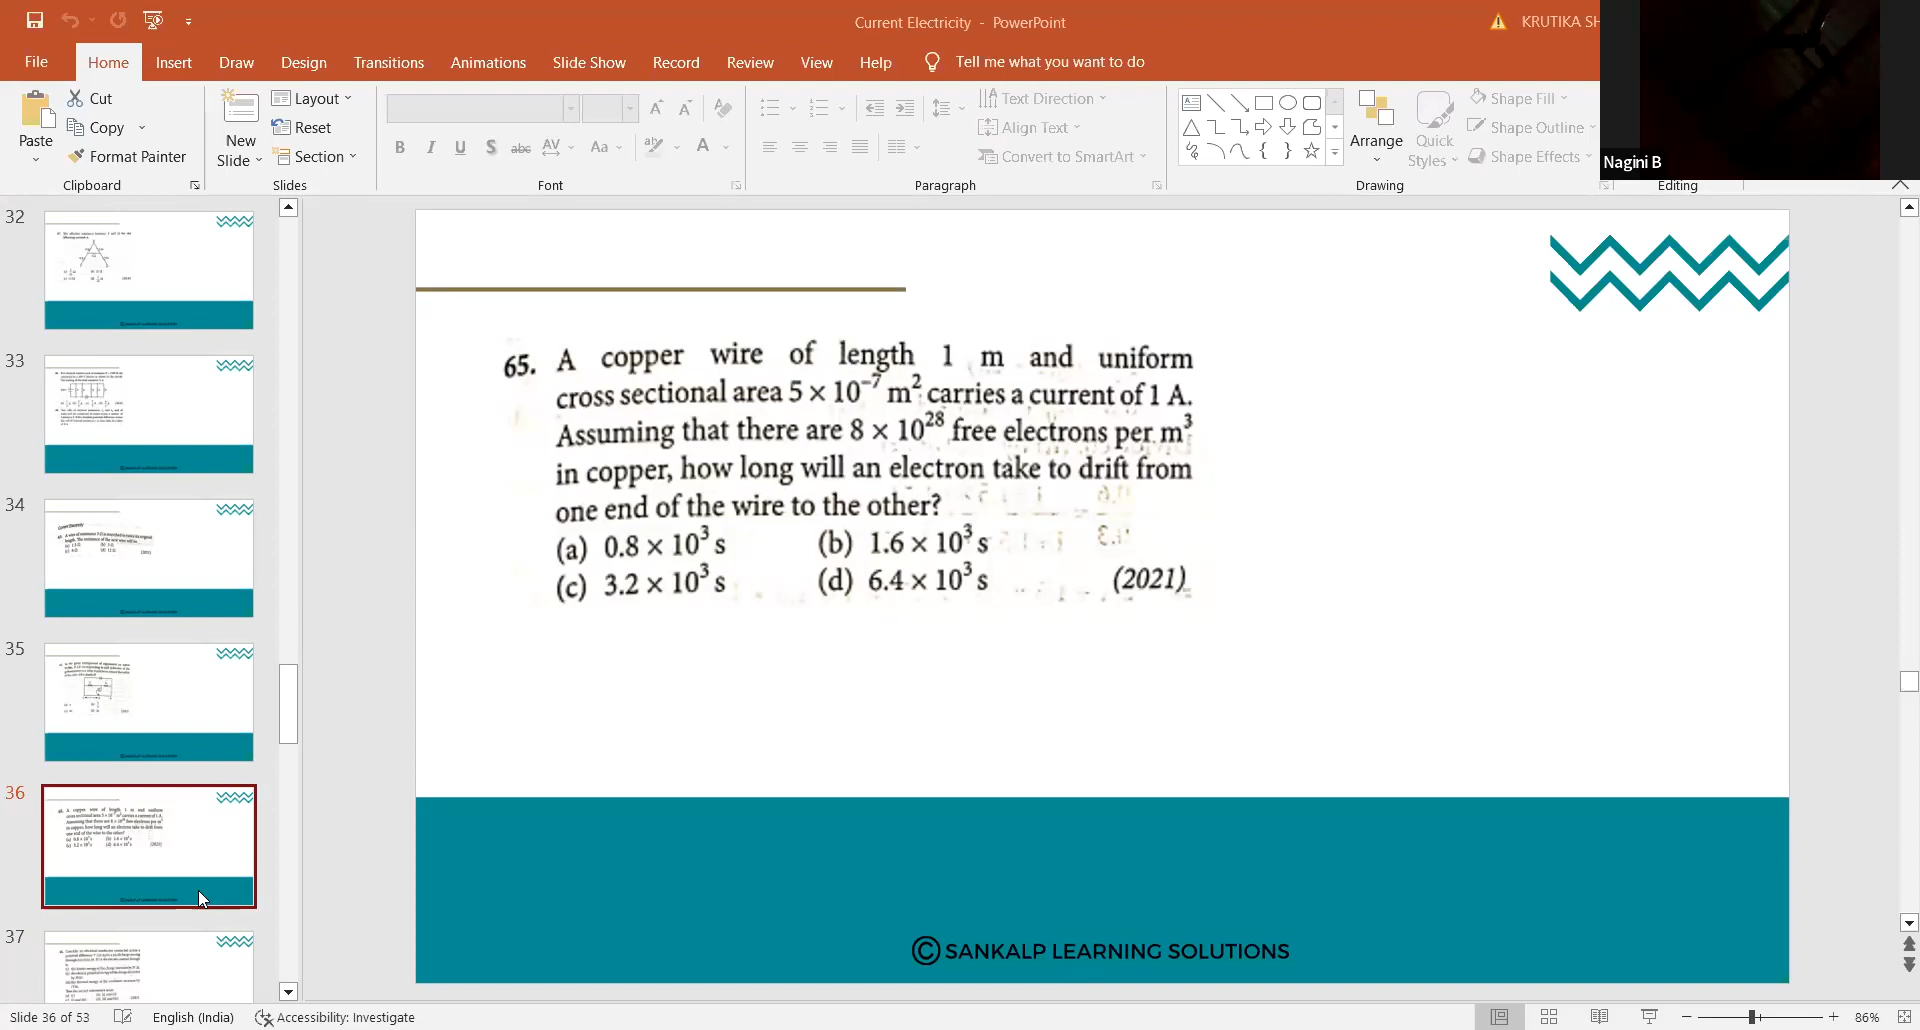 Current Electricity - PowerPoint
KRUTIKA SH
File Home Insert Draw Design Transitions Animations Slide Show Record Review View Help Tell me what you want to do
Paste
Cut
Copy
Format Painter
Clipboard
New
Slide
Layout
Reset
Section
Slides
B I U S abc AV Aa A
Font
Text Direction
Align Text
Convert to SmartArt
Paragraph
Arrange
Quick
Styles
Shape Fill
Shape Outline
Shape Effects
Drawing
Editing
Nagini B
32
33
34
35
36
37
65. A copper wire of length 1 m and uniform
cross sectional area 5 × 10⁻⁷ m² carries a current of 1 A.
Assuming that there are 8 × 10²⁸ free electrons per m³
in copper, how long will an electron take to drift from
one end of the wire to the other?
(a) 0.8 × 10³ s (b) 1.6 × 10³ s
(c) 3.2 × 10³ s (d) 6.4 × 10³ s (2021)
© SANKALP LEARNING SOLUTIONS
Slide 36 of 53 English (India) Accessibility: Investigate 86%